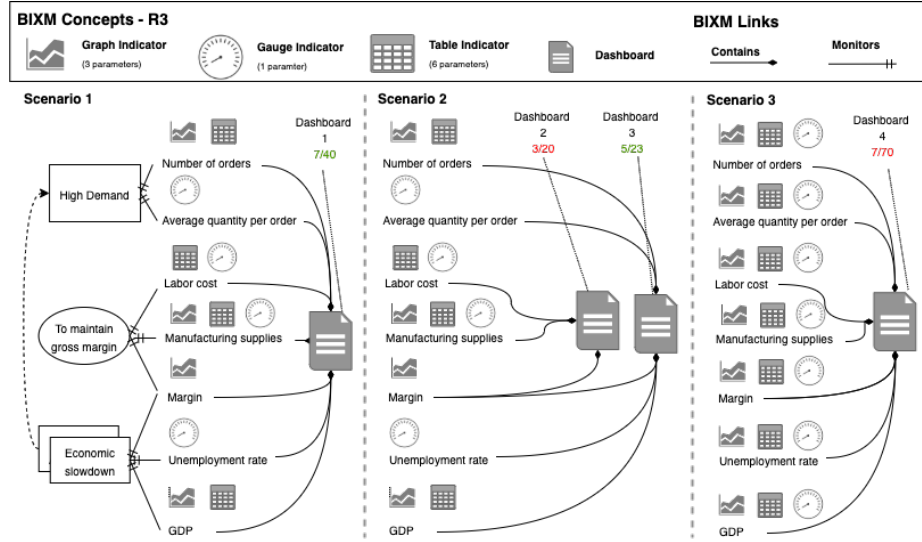 BIXM Concepts - R3
BIXM Links
Graph Indicator
(3 parameters)
Gauge Indicator
(1 paramter)
Table Indicator
(6 parameters)
Dashboard
Contains
Monitors
Scenario 1
High Demand
To maintain
gross margin
Economic
slowdown
Number of orders
Average quantity per order
Labor cost
Manufacturing supplies
Margin
Unemployment rate
GDP
Dashboard
1
7/40
Scenario 2
Number of orders
Average quantity per order
Labor cost
Manufacturing supplies
Margin
Unemployment rate
GDP
Dashboard
2
3/20
Dashboard
3
5/23
Scenario 3
Number of orders
Average quantity per order
Labor cost
Manufacturing supplies
Margin
Unemployment rate
GDP
Dashboard
4
7/70